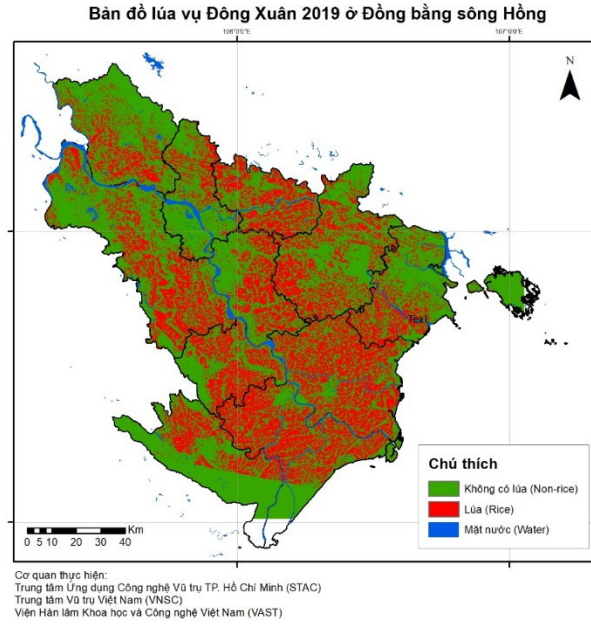 Bản đồ lúa vụ Đông Xuân 2019 ở Đồng bằng sông Hồng
106°0'0"E
107°0'0"E
N
Text
Chú thích
Không có lúa (Non-rice)
Lúa (Rice)
Mặt nước (Water)
Km
0 5 10 20 30 40
Cơ quan thực hiện:
Trung tâm Ứng dụng Công nghệ Vũ trụ TP. Hồ Chí Minh (STAC)
Trung tâm Vũ trụ Việt Nam (VNSC)
Viện Hàn lâm Khoa học và Công nghệ Việt Nam (VAST)